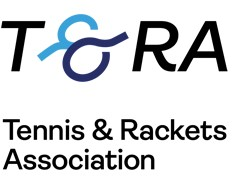 T&RA
Tennis & Rackets
Association